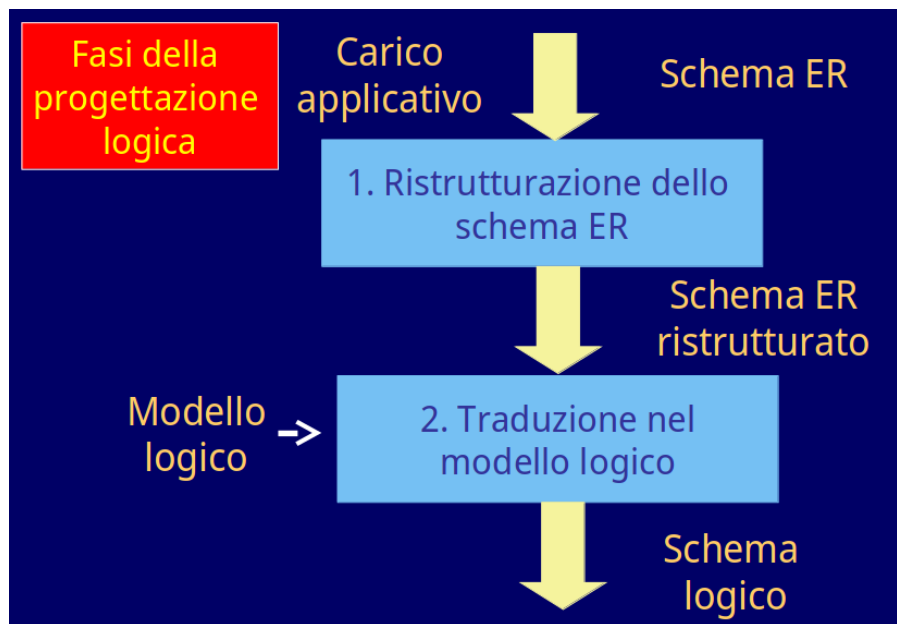 Fasi della
progettazione
logica
Carico
applicativo
Schema ER
1. Ristrutturazione dello
schema ER
Schema ER
ristrutturato
Modello
logico
2. Traduzione nel
modello logico
Schema
logico